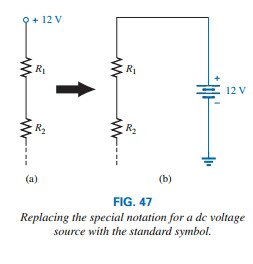 + 12 V
R1
R2
(a)
R1
R2
+
12 V
–
(b)
FIG. 47
Replacing the special notation for a dc voltage
source with the standard symbol.